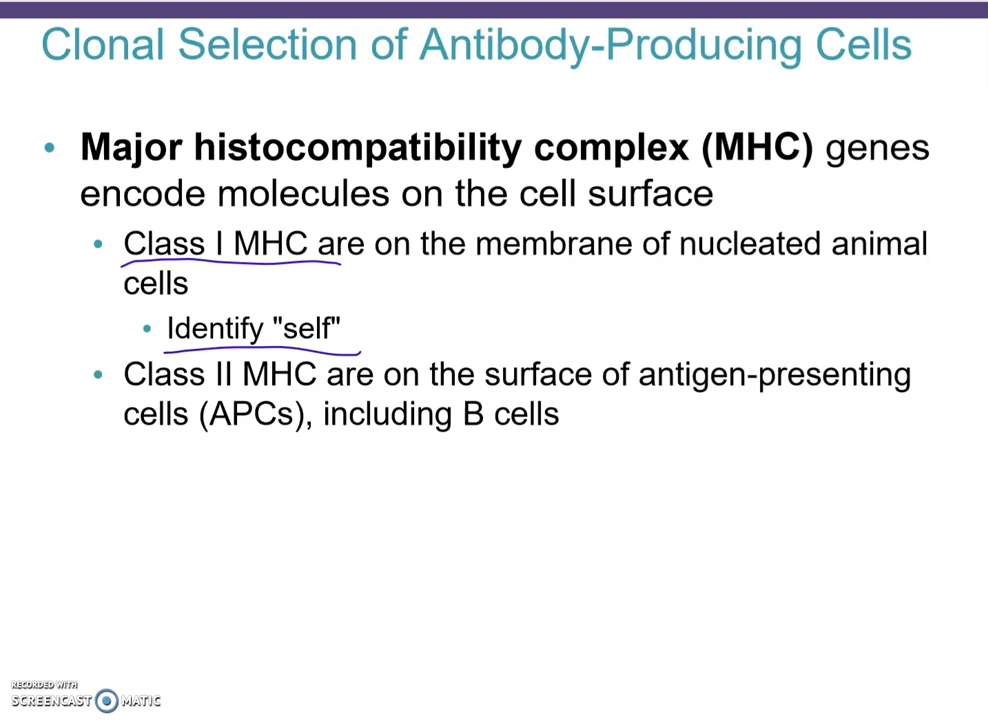 Clonal Selection of Antibody-Producing Cells
• Major histocompatibility complex (MHC) genes
encode molecules on the cell surface
• Class I MHC are on the membrane of nucleated animal
cells
• Identify "self"
• Class II MHC are on the surface of antigen-presenting
cells (APCs), including B cells
RECORDED WITH
SCREENCAST MATIC